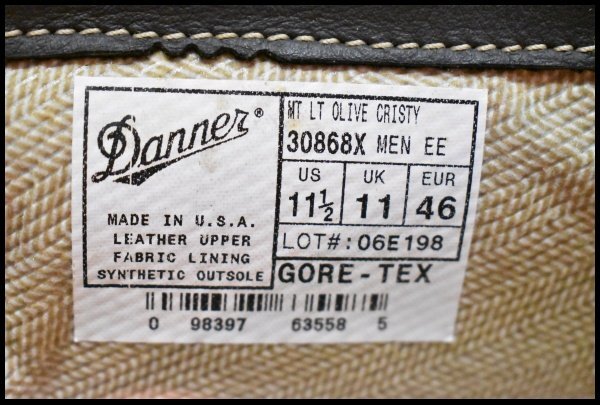 Danner®
MADE IN U.S.A.
LEATHER UPPER
FABRIC LINING
SYNTHETIC OUTSOLE
MT LT OLIVE CRISTY
30868X MEN EE
US UK EUR
11½ 11 46
LOT#: 06E198
GORE-TEX
0 98397 63558 5